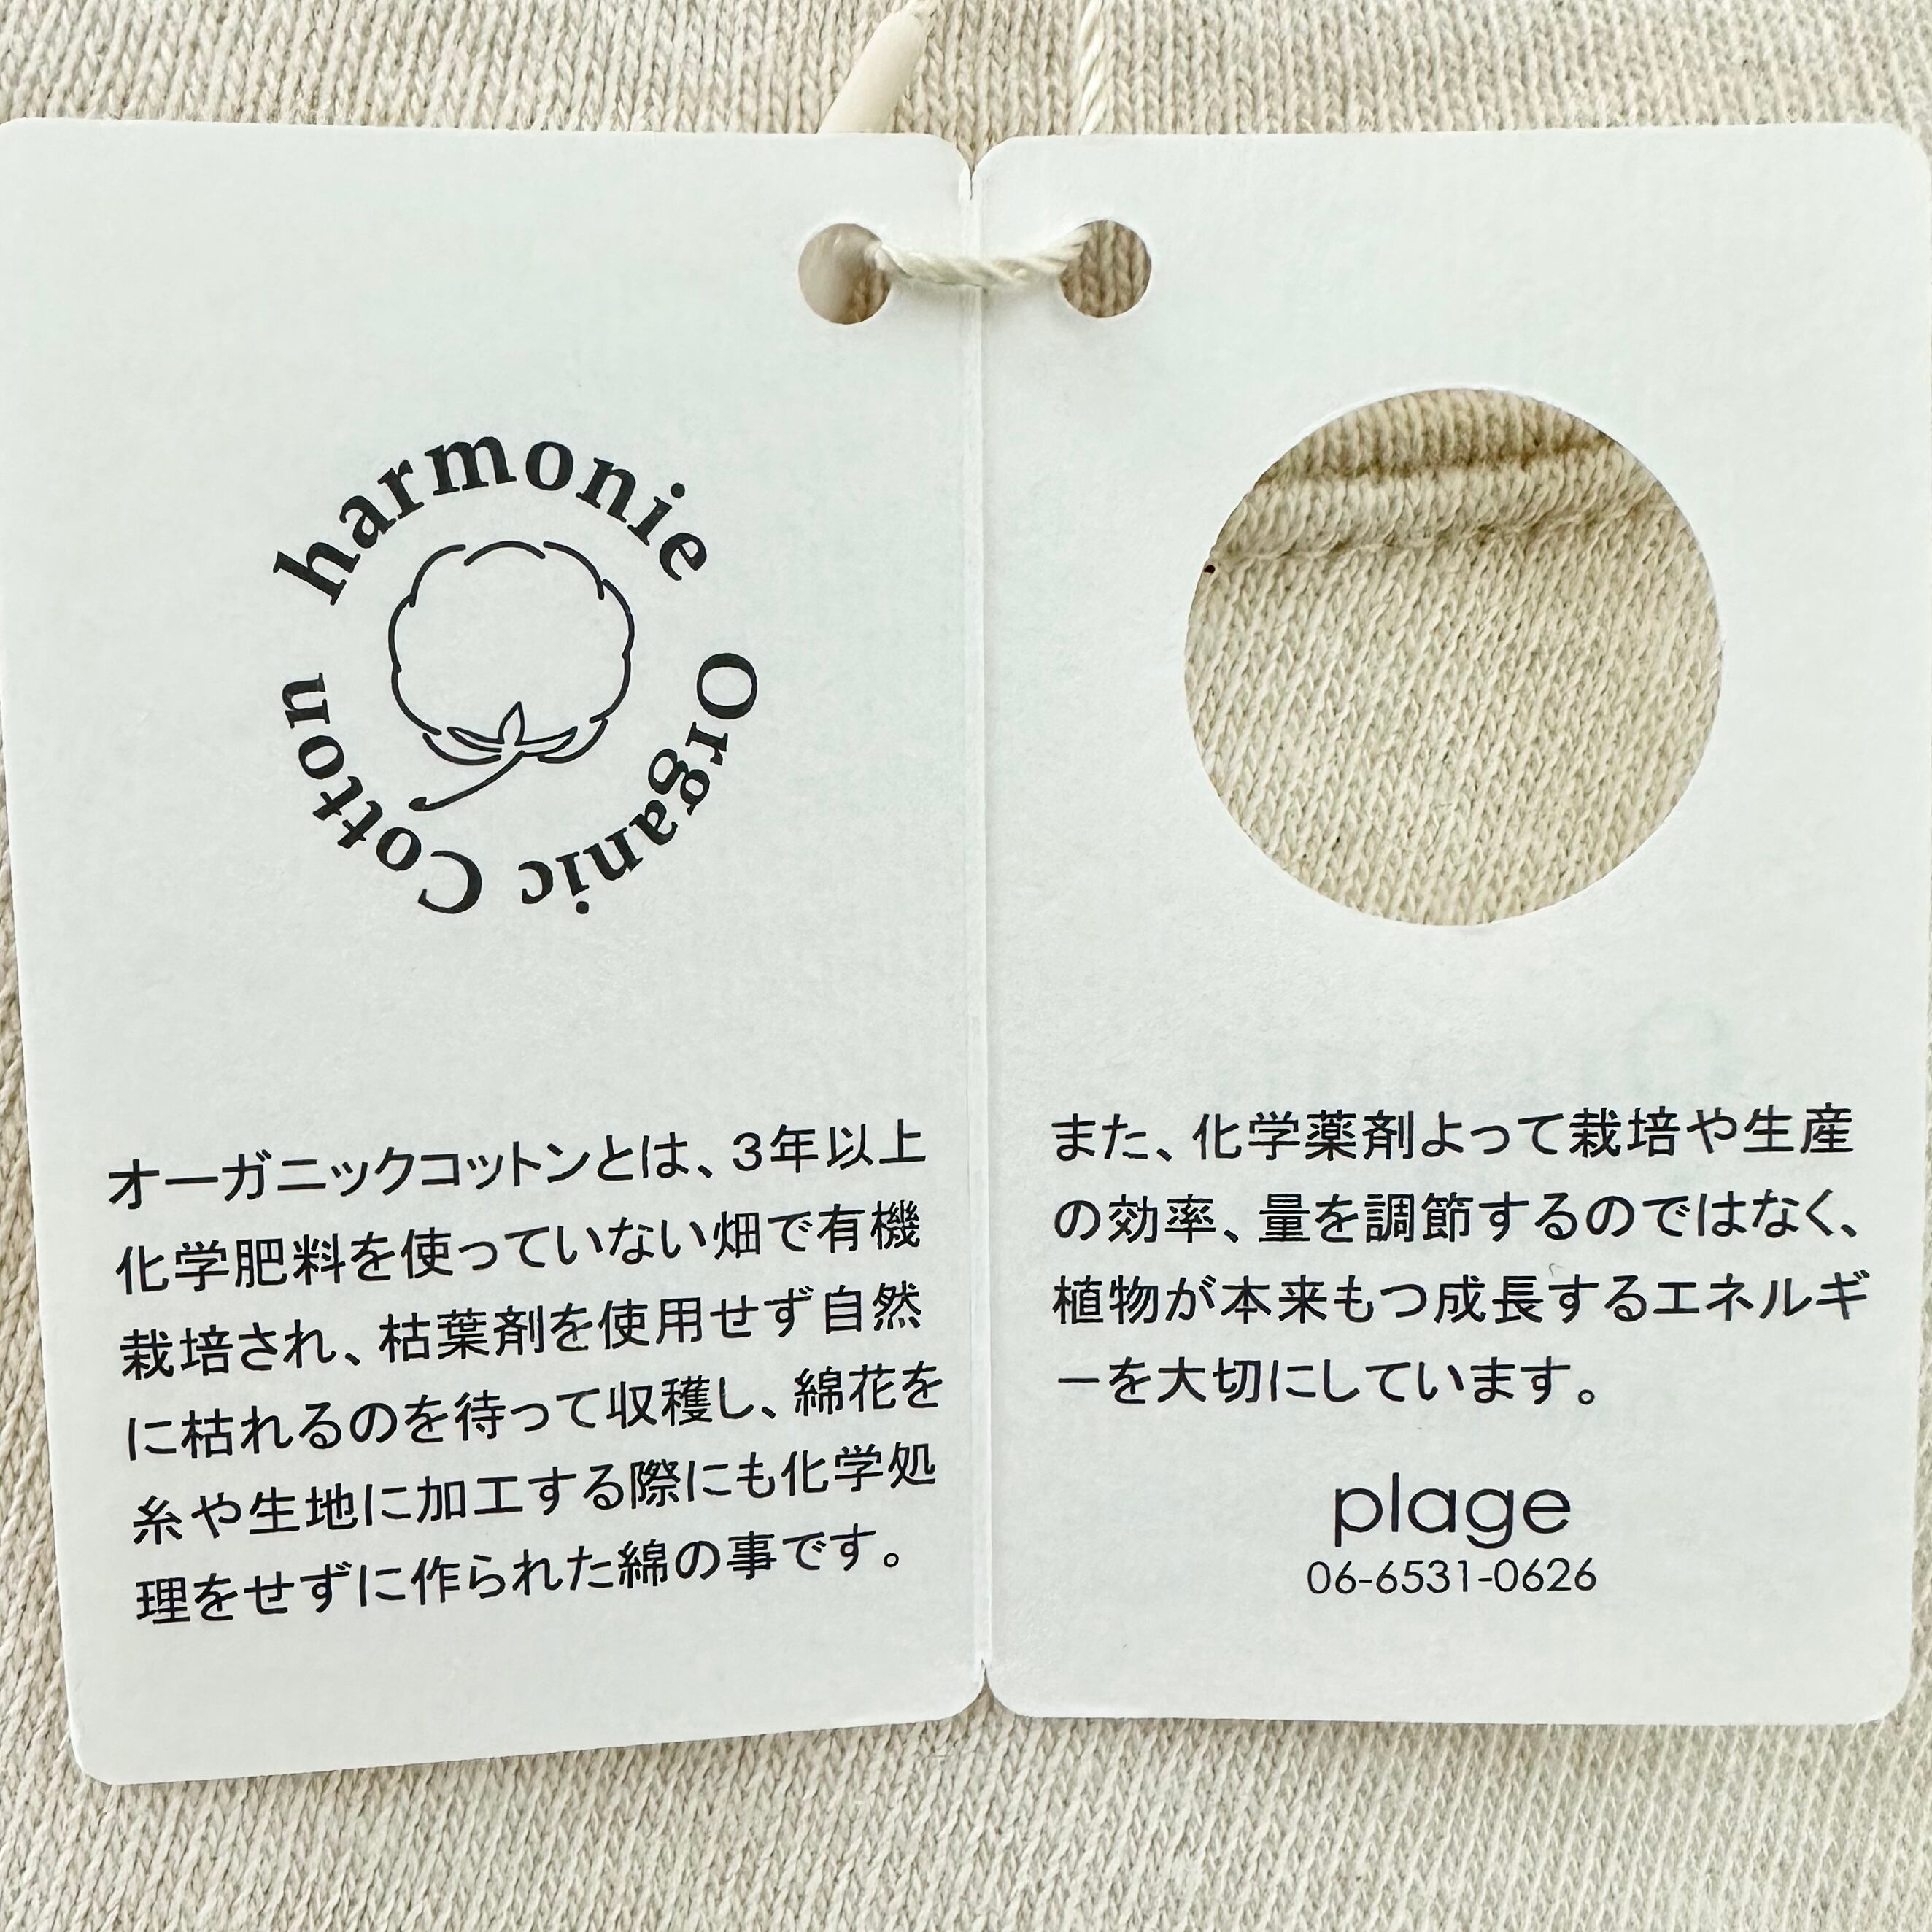 harmonie
Organic Cotton
オーガニックコットンとは、3年以上
化学肥料を使っていない畑で有機
栽培され、枯葉剤を使用せず自然
に枯れるのを待って収穫し、綿花を
糸や生地に加工する際にも化学処
理をせずに作られた綿の事です。
また、化学薬剤よって栽培や生産
の効率、量を調節するのではなく、
植物が本来もつ成長するエネルギ
ーを大切にしています。
plage
06-6531-0626